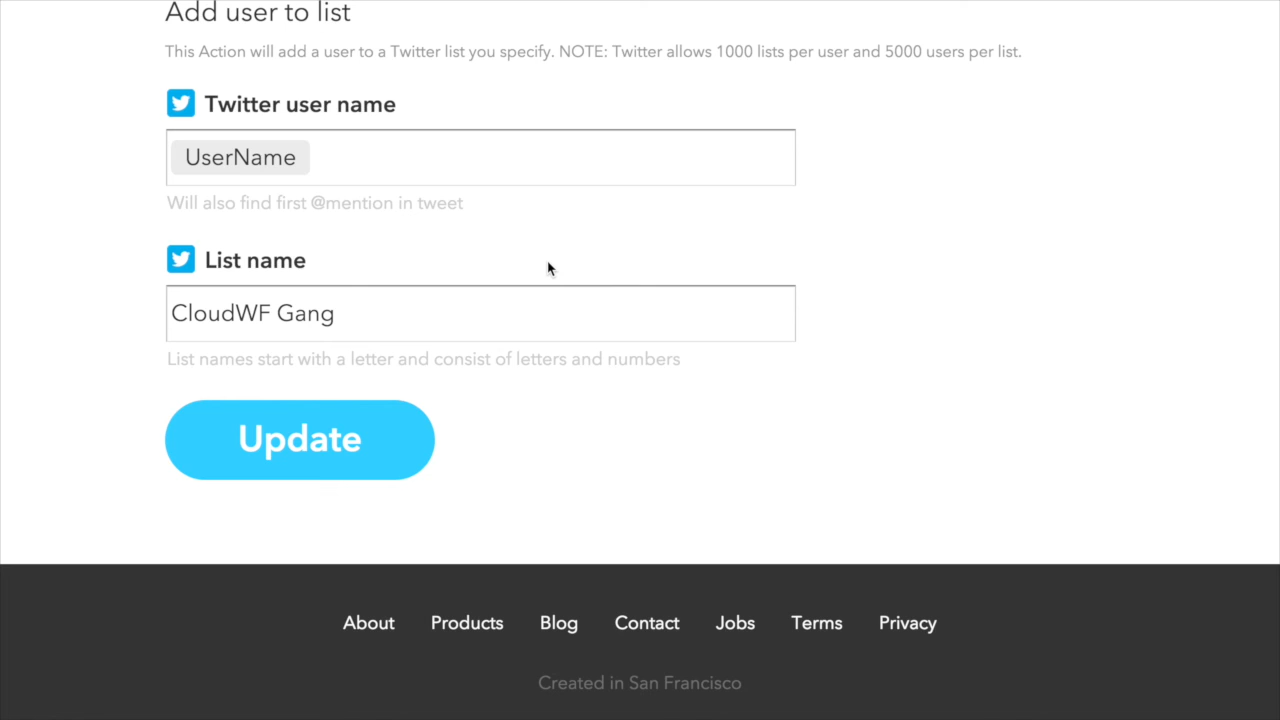 Add user to list
This Action will add a user to a Twitter list you specify. NOTE: Twitter allows 1000 lists per user and 5000 users per list.
Twitter user name
UserName
Will also find first @mention in tweet
List name
CloudWF Gang
List names start with a letter and consist of letters and numbers
Update
About Products Blog Contact Jobs Terms Privacy
Created in San Francisco